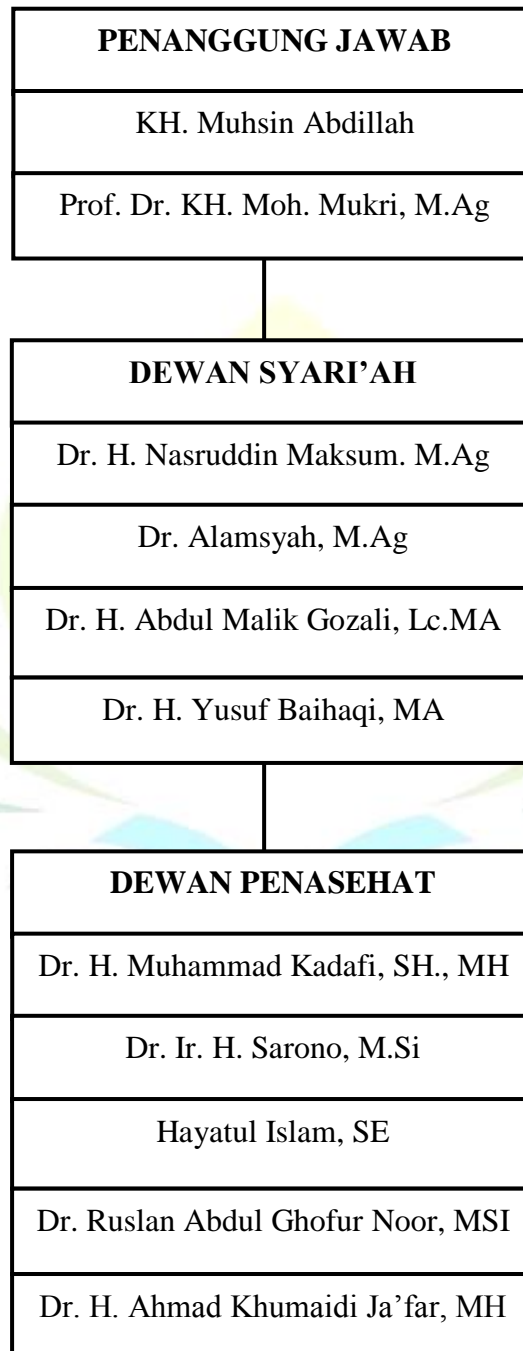 PENANGGUNG JAWAB
KH. Muhsin Abdillah
Prof. Dr. KH. Moh. Mukri, M.Ag
DEWAN SYARI’AH
Dr. H. Nasruddin Maksum. M.Ag
Dr. Alamsyah, M.Ag
Dr. H. Abdul Malik Gozali, Lc.MA
Dr. H. Yusuf Baihaqi, MA
DEWAN PENASEHAT
Dr. H. Muhammad Kadafi, SH., MH
Dr. Ir. H. Sarono, M.Si
Hayatul Islam, SE
Dr. Ruslan Abdul Ghofur Noor, MSI
Dr. H. Ahmad Khumaidi Ja’far, MH